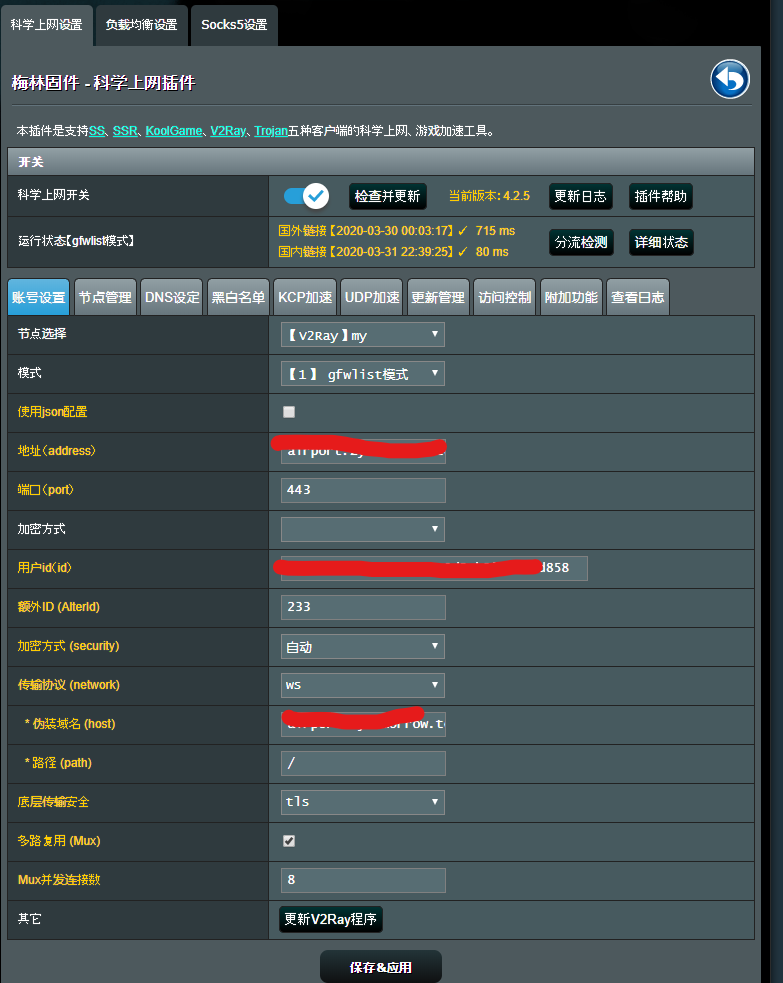 科学上网设置 负载均衡设置 Socks5设置
梅林固件 - 科学上网插件
本插件是支持SS、SSR、KoolGame、V2Ray、Trojan五种客户端的科学上网、游戏加速工具。
开关
科学上网开关 检查并更新 当前版本: 4.2.5 更新日志 插件帮助
运行状态【gfwlist模式】 国外链接 【2020-03-30 00:03:17】 ✓ 715 ms
国内链接 【2020-03-31 22:39:25】 ✓ 80 ms 分流检测 详细状态
账号设置 节点管理 DNS设定 黑白名单 KCP加速 UDP加速 更新管理 访问控制 附加功能 查看日志
节点选择 【V2Ray】my
模式 【1】 gfwlist模式
使用json配置
地址（address）
端口（port） 443
加密方式
用户id（id） d858
额外ID (Alterld) 233
加密方式 (security) 自动
传输协议 (network) ws
* 伪装域名 (host)
* 路径 (path) /
底层传输安全 tls
多路复用 (Mux)
Mux并发连接数 8
其它 更新V2Ray程序
保存&应用